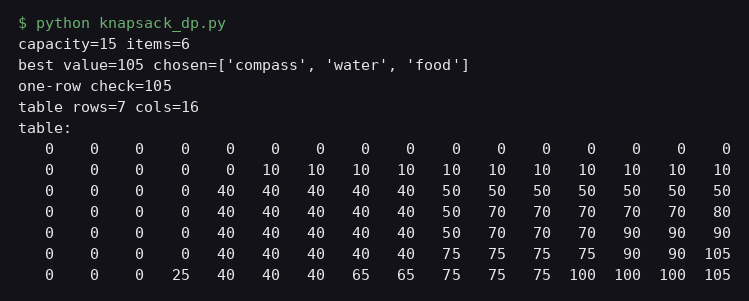 $ python knapsack_dp.py
capacity=15 items=6
best value=105 chosen=['compass', 'water', 'food']
one-row check=105
table rows=7 cols=16
table:
   0    0    0    0    0    0    0    0    0    0    0    0    0    0    0    0
   0    0    0    0    0   10   10   10   10   10   10   10   10   10   10   10
   0    0    0    0   40   40   40   40   40   50   50   50   50   50   50   50
   0    0    0    0   40   40   40   40   40   50   70   70   70   70   70   80
   0    0    0    0   40   40   40   40   40   50   70   70   70   90   90   90
   0    0    0    0   40   40   40   40   40   75   75   75   75   90   90  105
   0    0    0   25   40   40   40   65   65   75   75   75  100  100  100  105